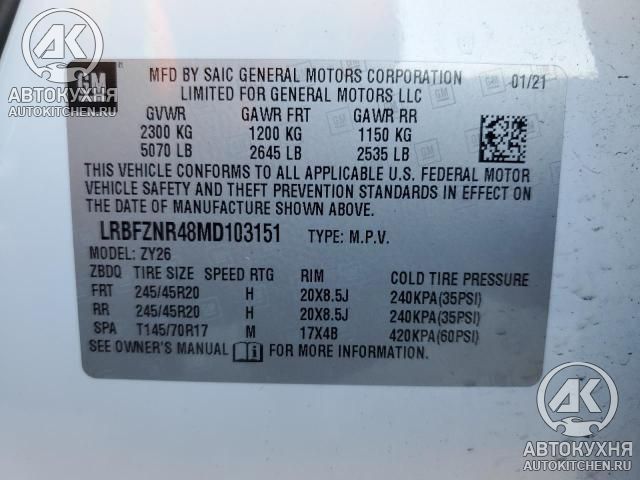 GM
MFD BY SAIC GENERAL MOTORS CORPORATION 01/21
LIMITED FOR GENERAL MOTORS LLC
GVWR GAWR FRT GAWR RR
2300 KG 1200 KG 1150 KG
5070 LB 2645 LB 2535 LB
THIS VEHICLE CONFORMS TO ALL APPLICABLE U.S. FEDERAL MOTOR
VEHICLE SAFETY AND THEFT PREVENTION STANDARDS IN EFFECT ON
THE DATE OF MANUFACTURE SHOWN ABOVE.
LRBFZNR48MD103151 TYPE: M.P.V.
MODEL: ZY26
ZBDQ TIRE SIZE SPEED RTG RIM COLD TIRE PRESSURE
FRT 245/45R20 H 20X8.5J 240KPA(35PSI)
RR 245/45R20 H 20X8.5J 240KPA(35PSI)
SPA T145/70R17 M 17X4B 420KPA(60PSI)
SEE OWNER'S MANUAL FOR MORE INFORMATION.
АК
АВТОКУХНЯ
AUTOKITCHEN.RU
АК
АВТОКУХНЯ
AUTOKITCHEN.RU